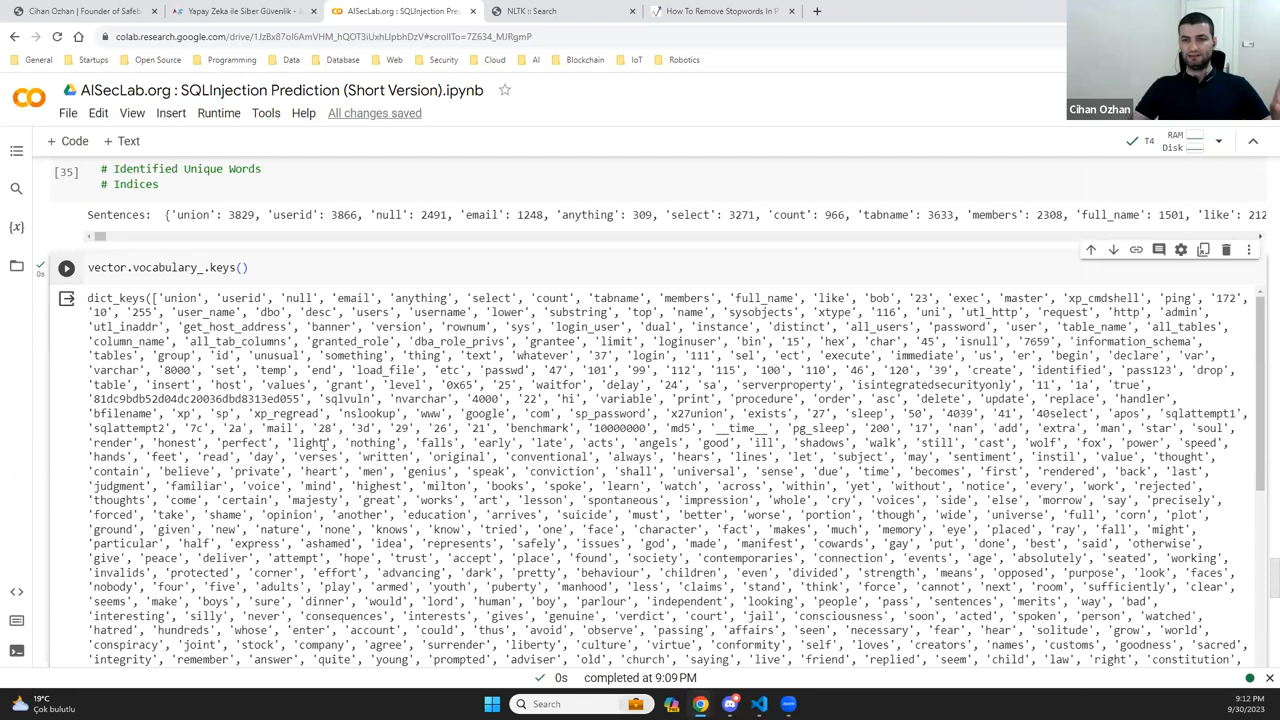 Cihan Ozhan | Founder of Safeb
Yapay Zeka ile Siber Güvenlik - A
AISecLab.org : SQLInjection Predi
NLTK :: Search
How To Remove Stopwords In P
colab.research.google.com/drive/1JzBx87oI6AmVHM_hQOT3iUxhLlpbhDzV#scrollTo=7Z634_MJRgmP
General Startups Open Source Programming Data Database Web Security Cloud AI Blockchain IoT Robotics
AISecLab.org : SQLInjection Prediction (Short Version).ipynb
Cihan Ozhan
File Edit View Insert Runtime Tools Help All changes saved
+ Code + Text
T4 RAM Disk
[35] # Identified Unique Words
# Indices
Sentences: {'union': 3829, 'userid': 3866, 'null': 2491, 'email': 1248, 'anything': 309, 'select': 3271, 'count': 966, 'tabname': 3633, 'members': 2308, 'full_name': 1501, 'like': 212
0s vector.vocabulary_.keys()
dict_keys(['union', 'userid', 'null', 'email', 'anything', 'select', 'count', 'tabname', 'members', 'full_name', 'like', 'bob', '23', 'exec', 'master', 'xp_cmdshell', 'ping', '172',
'10', '255', 'user_name', 'dbo', 'desc', 'users', 'username', 'lower', 'substring', 'top', 'name', 'sysobjects', 'xtype', '116', 'uni', 'utl_http', 'request', 'http', 'admin',
'utl_inaddr', 'get_host_address', 'banner', 'version', 'rownum', 'sys', 'login_user', 'dual', 'instance', 'distinct', 'all_users', 'password', 'user', 'table_name', 'all_tables',
'column_name', 'all_tab_columns', 'granted_role', 'dba_role_privs', 'grantee', 'limit', 'loginuser', 'bin', '15', 'hex', 'char', '45', 'isnull', '7659', 'information_schema',
'tables', 'group', 'id', 'unusual', 'something', 'thing', 'text', 'whatever', '37', 'login', '111', 'sel', 'ect', 'execute', 'immediate', 'us', 'er', 'begin', 'declare', 'var',
'varchar', '8000', 'set', 'temp', 'end', 'load_file', 'etc', 'passwd', '47', '101', '99', '112', '115', '100', '110', '46', '120', '39', 'create', 'identified', 'pass123', 'drop',
'table', 'insert', 'host', 'values', 'grant', 'level', '0x65', '25', 'waitfor', 'delay', '24', 'sa', 'serverproperty', 'isintegratedsecurityonly', '11', '1a', 'true',
'81dc9bdb52d04dc20036dbd8313ed055', 'sqlvuln', 'nvarchar', '4000', '22', 'hi', 'variable', 'print', 'procedure', 'order', 'asc', 'delete', 'update', 'replace', 'handler',
'bfilename', 'xp', 'sp', 'xp_regread', 'nslookup', 'www', 'google', 'com', 'sp_password', 'x27union', 'exists', '27', 'sleep', '50', '4039', '41', '40select', 'apos', 'sqlattempt1',
'sqlattempt2', '7c', '2a', 'mail', '28', '3d', '29', '26', '21', 'benchmark', '10000000', 'md5', '__time__', 'pg_sleep', '200', '17', 'nan', 'add', 'extra', 'man', 'star', 'soul',
'render', 'honest', 'perfect', 'light', 'nothing', 'falls', 'early', 'late', 'acts', 'angels', 'good', 'ill', 'shadows', 'walk', 'still', 'cast', 'wolf', 'fox', 'power', 'speed',
'hands', 'feet', 'read', 'day', 'verses', 'written', 'original', 'conventional', 'always', 'hears', 'lines', 'let', 'subject', 'may', 'sentiment', 'instil', 'value', 'thought',
'contain', 'believe', 'private', 'heart', 'men', 'genius', 'speak', 'conviction', 'shall', 'universal', 'sense', 'due', 'time', 'becomes', 'first', 'rendered', 'back', 'last',
'judgment', 'familiar', 'voice', 'mind', 'highest', 'milton', 'books', 'spoke', 'learn', 'watch', 'across', 'within', 'yet', 'without', 'notice', 'every', 'work', 'rejected',
'thoughts', 'come', 'certain', 'majesty', 'great', 'works', 'art', 'lesson', 'spontaneous', 'impression', 'whole', 'cry', 'voices', 'side', 'else', 'morrow', 'say', 'precisely',
'forced', 'take', 'shame', 'opinion', 'another', 'education', 'arrives', 'suicide', 'must', 'better', 'worse', 'portion', 'though', 'wide', 'universe', 'full', 'corn', 'plot',
'ground', 'given', 'new', 'nature', 'none', 'knows', 'know', 'tried', 'one', 'face', 'character', 'fact', 'makes', 'much', 'memory', 'eye', 'placed', 'ray', 'fall', 'might',
'particular', 'half', 'express', 'ashamed', 'idea', 'represents', 'safely', 'issues', 'god', 'made', 'manifest', 'cowards', 'gay', 'put', 'done', 'best', 'said', 'otherwise',
'give', 'peace', 'deliver', 'attempt', 'hope', 'trust', 'accept', 'place', 'found', 'society', 'contemporaries', 'connection', 'events', 'age', 'absolutely', 'seated', 'working',
'invalids', 'protected', 'corner', 'effort', 'advancing', 'dark', 'pretty', 'behaviour', 'children', 'even', 'divided', 'strength', 'means', 'opposed', 'purpose', 'look', 'faces',
'nobody', 'four', 'five', 'adults', 'play', 'armed', 'youth', 'puberty', 'manhood', 'less', 'claims', 'stand', 'think', 'force', 'cannot', 'next', 'room', 'sufficiently', 'clear',
'seems', 'make', 'boys', 'sure', 'dinner', 'would', 'lord', 'human', 'boy', 'parlour', 'independent', 'looking', 'people', 'pass', 'sentences', 'merits', 'way', 'bad',
'interesting', 'silly', 'never', 'consequences', 'interests', 'gives', 'genuine', 'verdict', 'court', 'jail', 'consciousness', 'soon', 'acted', 'spoken', 'person', 'watched',
'hatred', 'hundreds', 'whose', 'enter', 'account', 'could', 'thus', 'avoid', 'observe', 'passing', 'affairs', 'seen', 'necessary', 'fear', 'hear', 'solitude', 'grow', 'world',
'conspiracy', 'joint', 'stock', 'company', 'agree', 'surrender', 'liberty', 'culture', 'virtue', 'conformity', 'self', 'loves', 'creators', 'names', 'customs', 'goodness', 'sacred',
'integrity', 'remember', 'answer', 'quite', 'young', 'prompted', 'adviser', 'old', 'church', 'saying', 'live', 'friend', 'replied', 'seem', 'child', 'law', 'right', 'constitution',
0s completed at 9:09 PM
19°C
Çok bulutlu
Search
9:12 PM
9/30/2023